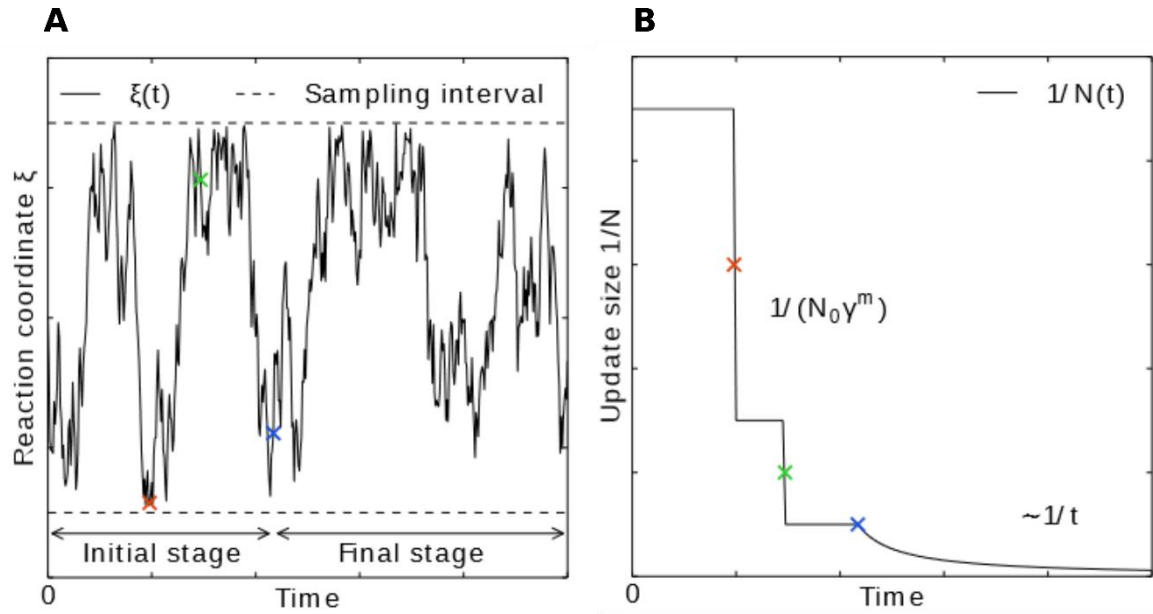 A
ξ(t)
Sampling interval
Reaction coordinate ξ
Initial stage
Final stage
0
Time
B
1/N(t)
Update size 1/N
1/(N₀γᵐ)
~1/t
0
Time